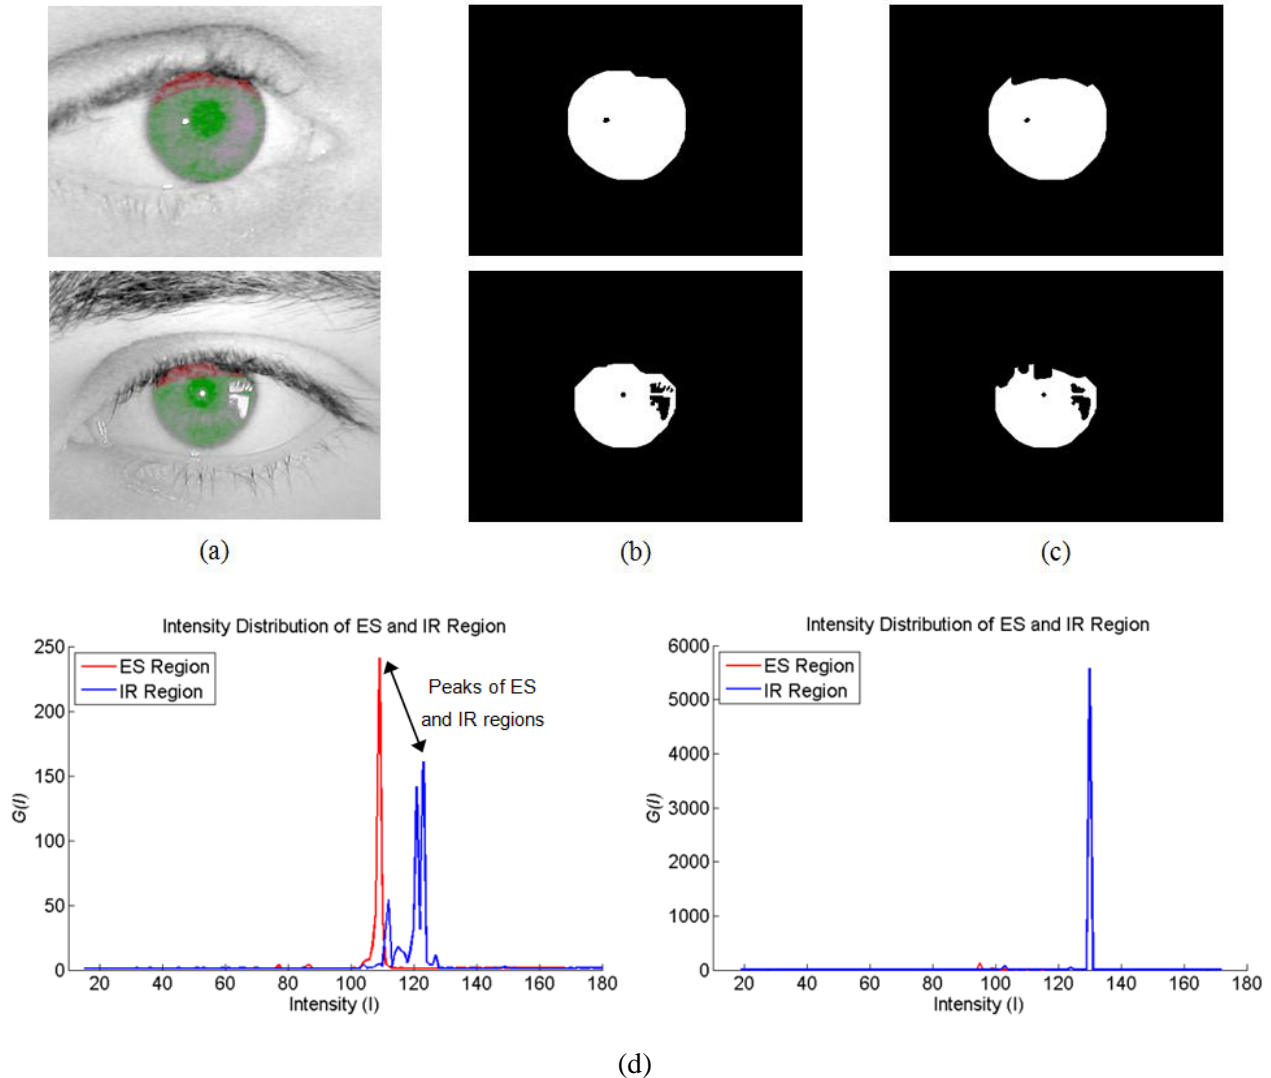 (a)
(b)
(c)
Intensity Distribution of ES and IR Region
250
200
150
100
50
0
G(I)
ES Region
IR Region
Peaks of ES
and IR regions
20 40 60 80 100 120 140 160 180
Intensity (I)
Intensity Distribution of ES and IR Region
6000
5000
4000
3000
2000
1000
0
G(I)
ES Region
IR Region
20 40 60 80 100 120 140 160 180
Intensity (I)
(d)